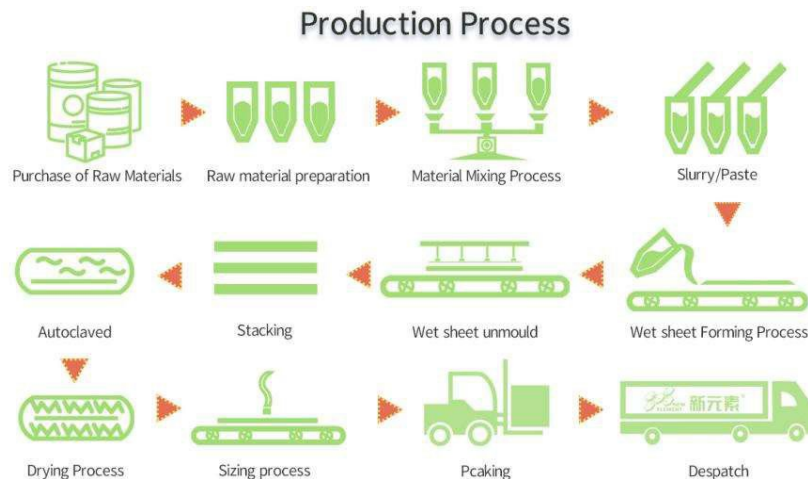 Production Process
Purchase of Raw Materials
Raw material preparation
Material Mixing Process
Slurry/Paste
Autoclaved
Stacking
Wet sheet unmould
Wet sheet Forming Process
新元素
Drying Process
Sizing process
Pcaking
Despatch